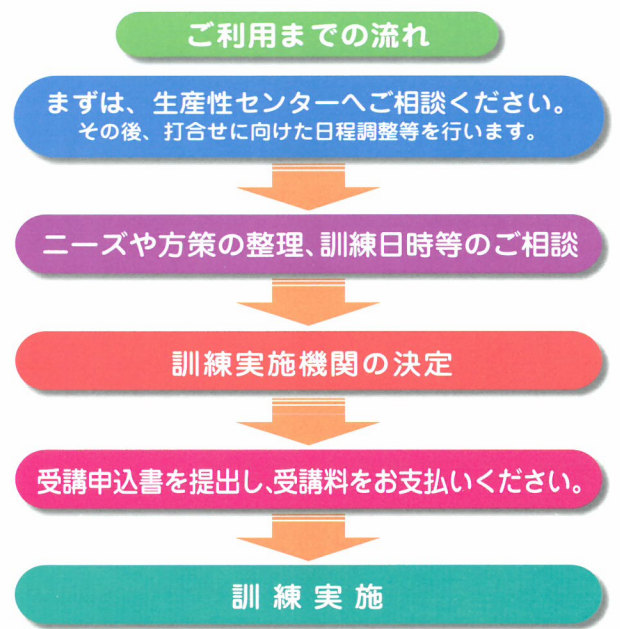 ご利用までの流れ
まずは、生産性センターへご相談ください。
その後、打合せに向けた日程調整等を行います。
ニーズや方策の整理、訓練日時等のご相談
訓練実施機関の決定
受講申込書を提出し、受講料をお支払いください。
訓練実施